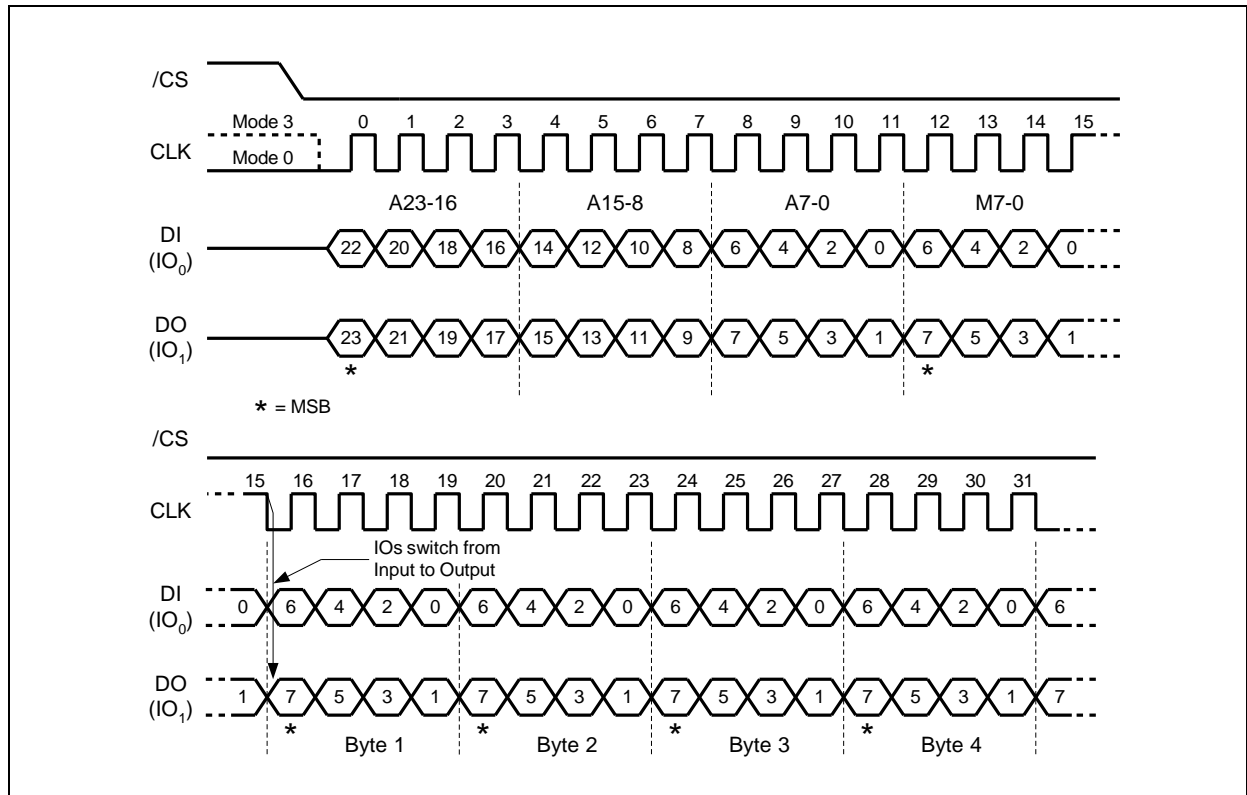 /CS
Mode 3
0 1 2 3 4 5 6 7 8 9 10 11 12 13 14 15
CLK
Mode 0
A23-16 A15-8 A7-0 M7-0
DI
(IO0)
22 20 18 16 14 12 10 8 6 4 2 0 6 4 2 0
DO
(IO1)
23 21 19 17 15 13 11 9 7 5 3 1 7 5 3 1
* *
* = MSB
/CS
15 16 17 18 19 20 21 22 23 24 25 26 27 28 29 30 31
CLK
IOs switch from
Input to Output
DI
(IO0)
0 6 4 2 0 6 4 2 0 6 4 2 0 6 4 2 0 6
DO
(IO1)
1 7 5 3 1 7 5 3 1 7 5 3 1 7 5 3 1 7
* * * *
Byte 1 Byte 2 Byte 3 Byte 4